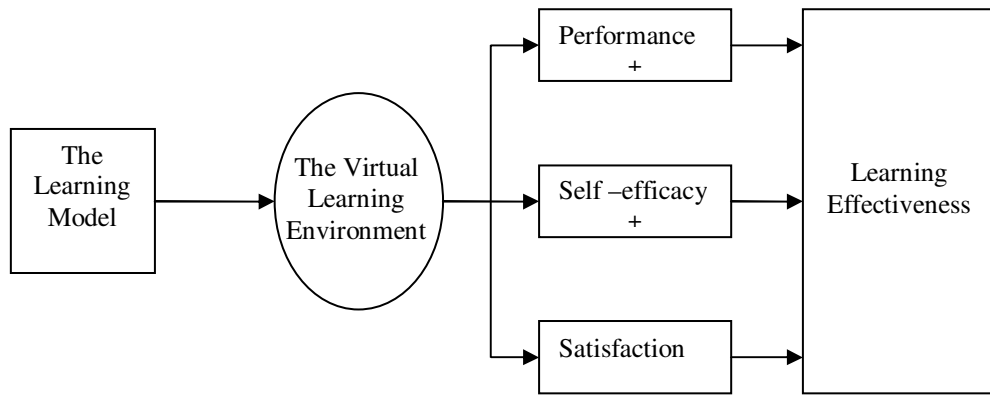 The
Learning
Model
The Virtual
Learning
Environment
Performance
+
Self –efficacy
+
Satisfaction
Learning
Effectiveness